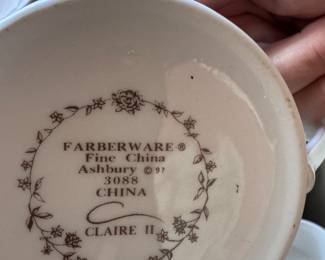 FARBERWARE®
Fine China
Ashbury © 97
3088
CHINA
CLAIRE II